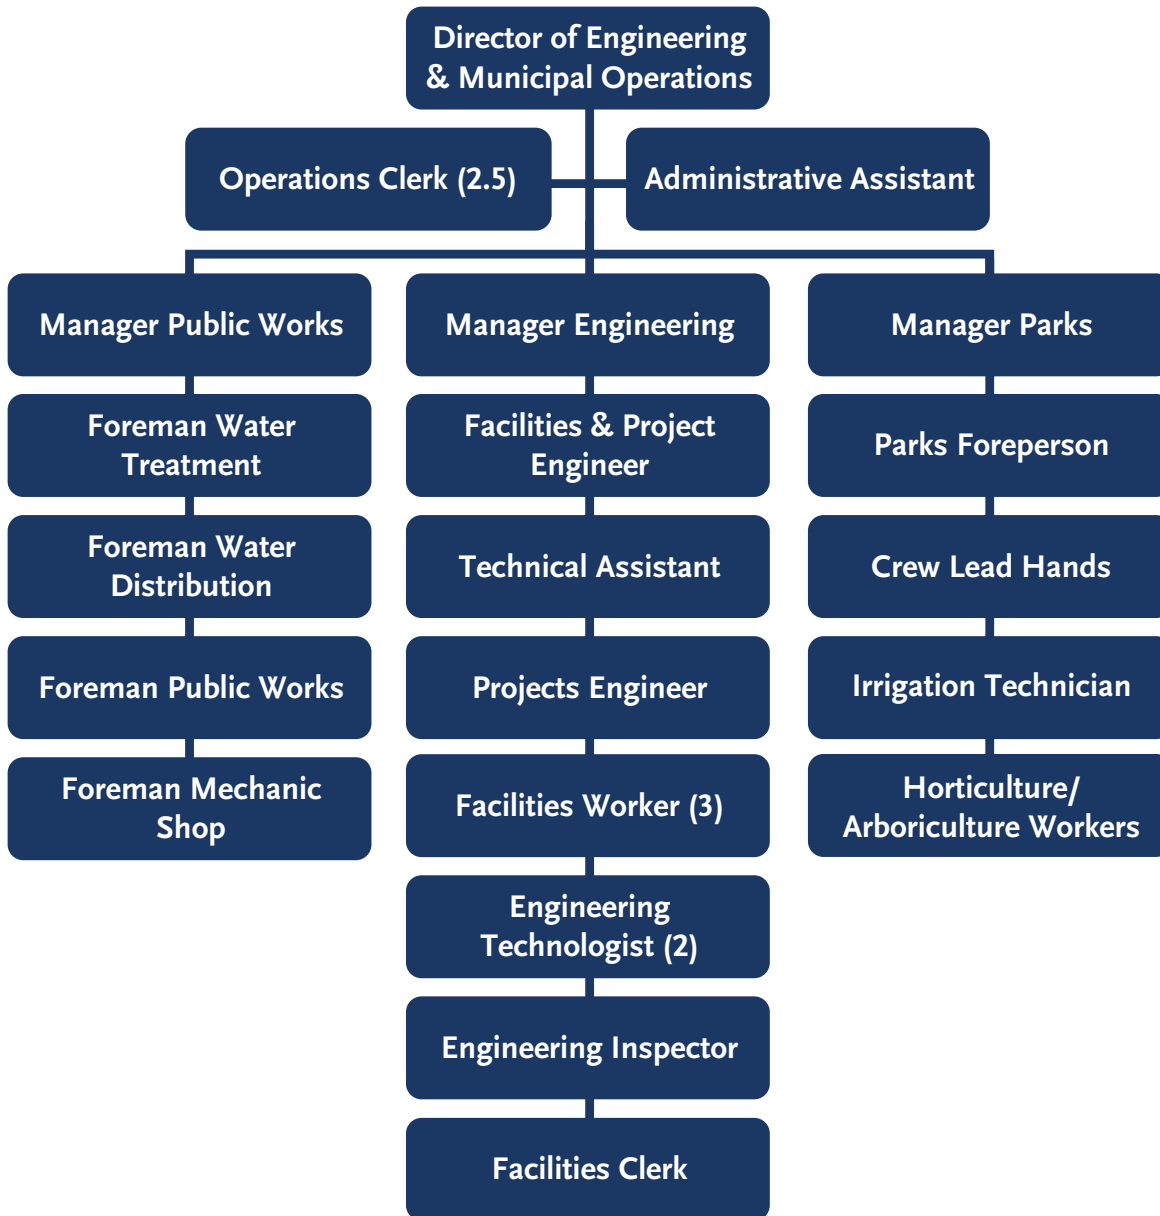 Director of Engineering
& Municipal Operations
Operations Clerk (2.5)
Administrative Assistant
Manager Public Works
Manager Engineering
Manager Parks
Foreman Water
Treatment
Facilities & Project
Engineer
Parks Foreperson
Foreman Water
Distribution
Technical Assistant
Crew Lead Hands
Foreman Public Works
Projects Engineer
Irrigation Technician
Foreman Mechanic
Shop
Facilities Worker (3)
Horticulture/
Arboriculture Workers
Engineering
Technologist (2)
Engineering Inspector
Facilities Clerk